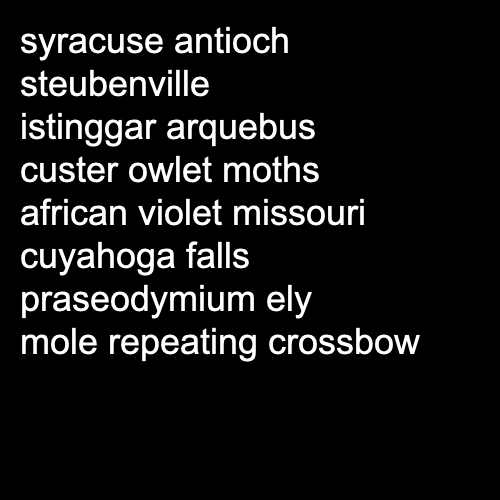 syracuse antioch
steubenville
istinggar arquebus
custer owlet moths
african violet missouri
cuyahoga falls
praseodymium ely
mole repeating crossbow